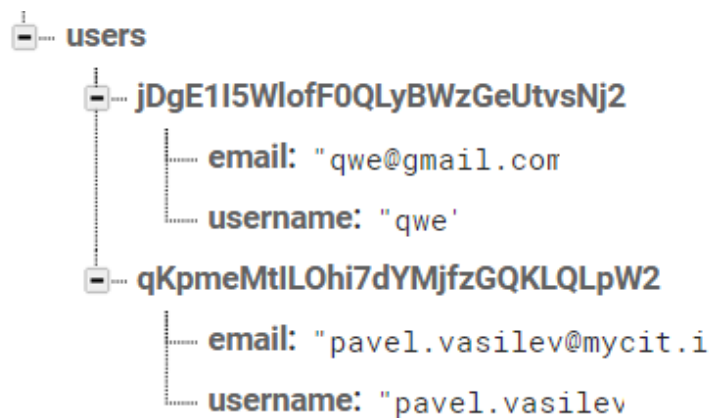 users
jDgE1I5WlofF0QLyBWzGeUtvsNj2
email: "qwe@gmail.com
username: "qwe'
qKpmeMtILOhi7dYMjfzGQKLQLpW2
email: "pavel.vasilev@mycit.i
username: "pavel.vasilev